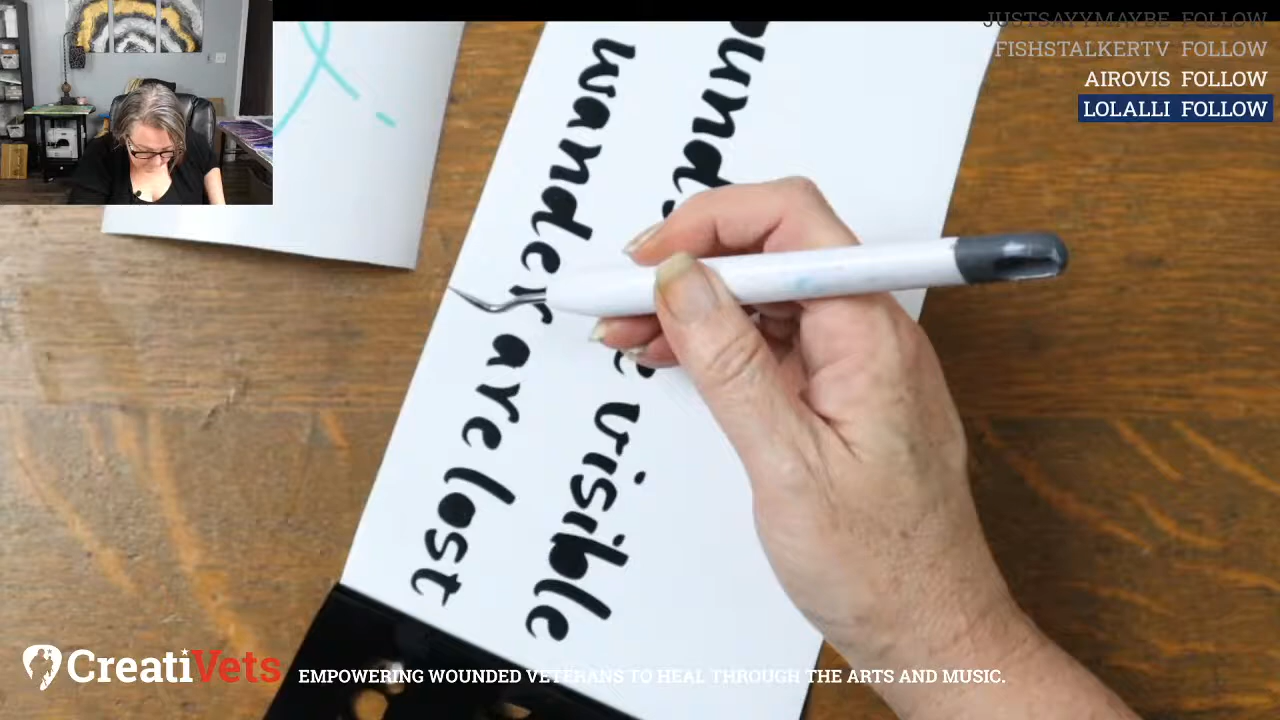 JUSTSAYYMAYBE FOLLOW
FISHSTALKERTV FOLLOW
AIROVIS FOLLOW
LOLALLI FOLLOW
wander are lost
visible
CreatiVets
EMPOWERING WOUNDED VETERANS TO HEAL THROUGH THE ARTS AND MUSIC.